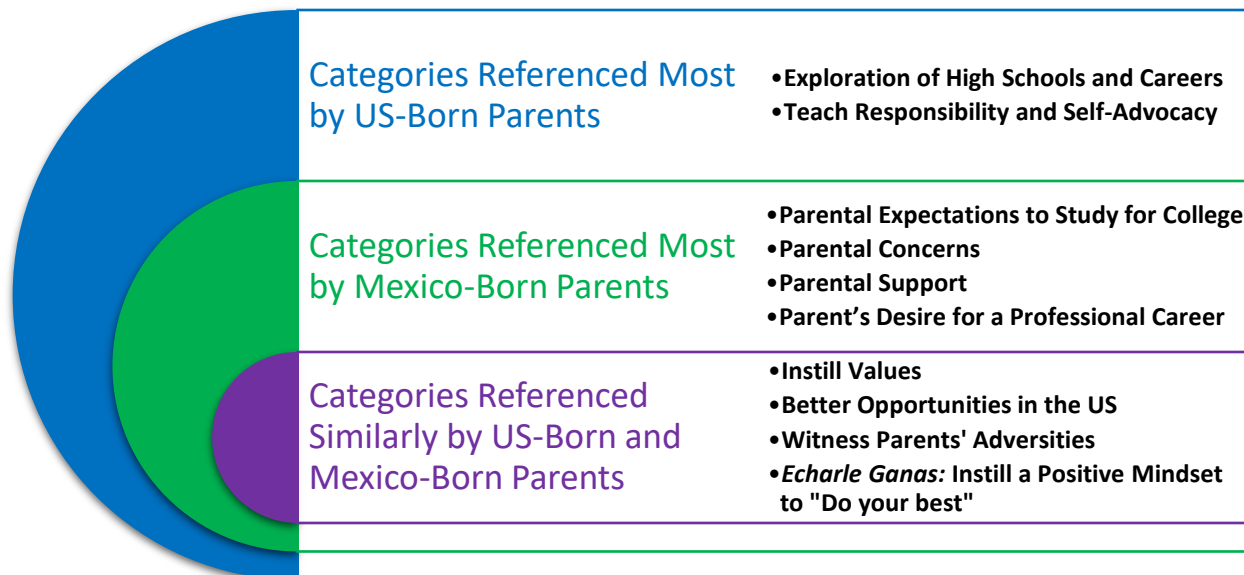 Categories Referenced Most
by US-Born Parents
•Exploration of High Schools and Careers
•Teach Responsibility and Self-Advocacy
Categories Referenced Most
by Mexico-Born Parents
•Parental Expectations to Study for College
•Parental Concerns
•Parental Support
•Parent’s Desire for a Professional Career
Categories Referenced
Similarly by US-Born and
Mexico-Born Parents
•Instill Values
•Better Opportunities in the US
•Witness Parents' Adversities
•Echarle Ganas: Instill a Positive Mindset
to "Do your best"